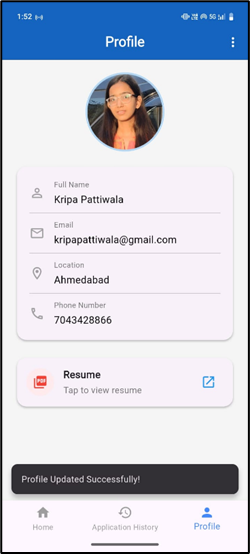 1:52
5G
Profile
Full Name
Kripa Pattiwala
Email
kripapattiwala@gmail.com
Location
Ahmedabad
Phone Number
7043428866
PDF
Resume
Tap to view resume
Profile Updated Successfully!
Home
Application History
Profile